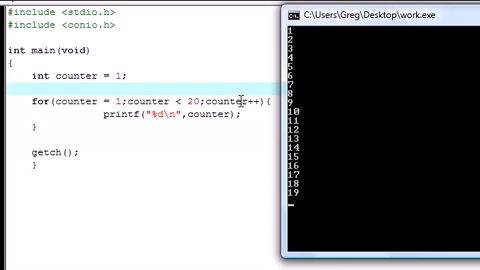 #include <stdio.h>
#include <conio.h>
int main(void)
{
int counter = 1;
for(counter = 1;counter < 20;counter++){
printf("%d\n",counter);
}
getch();
}
C:\Users\Greg\Desktop\work.exe
1
2
3
4
5
6
7
8
9
10
11
12
13
14
15
16
17
18
19